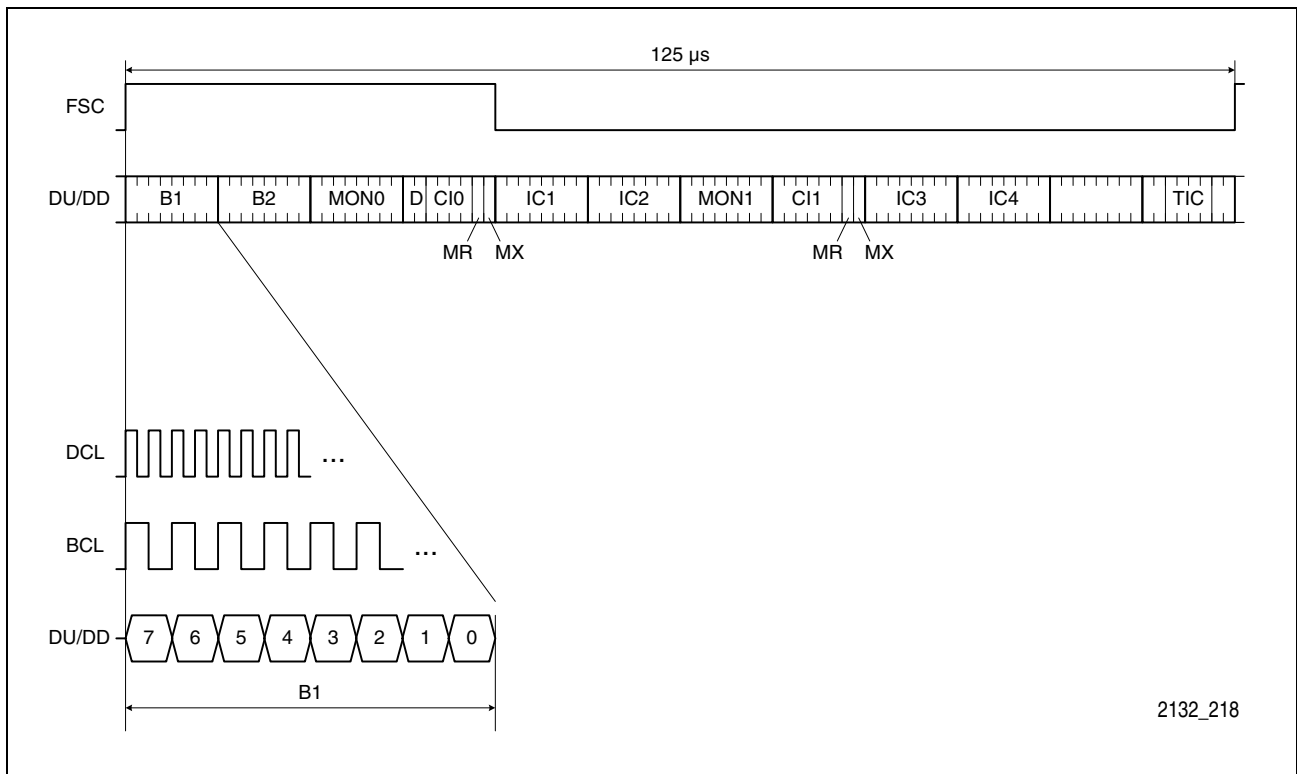 125 µs
FSC
DU/DD B1 B2 MON0 D CI0 IC1 IC2 MON1 CI1 IC3 IC4 TIC
MR MX MR MX
DCL ...
BCL ...
DU/DD 7 6 5 4 3 2 1 0
B1
2132_218